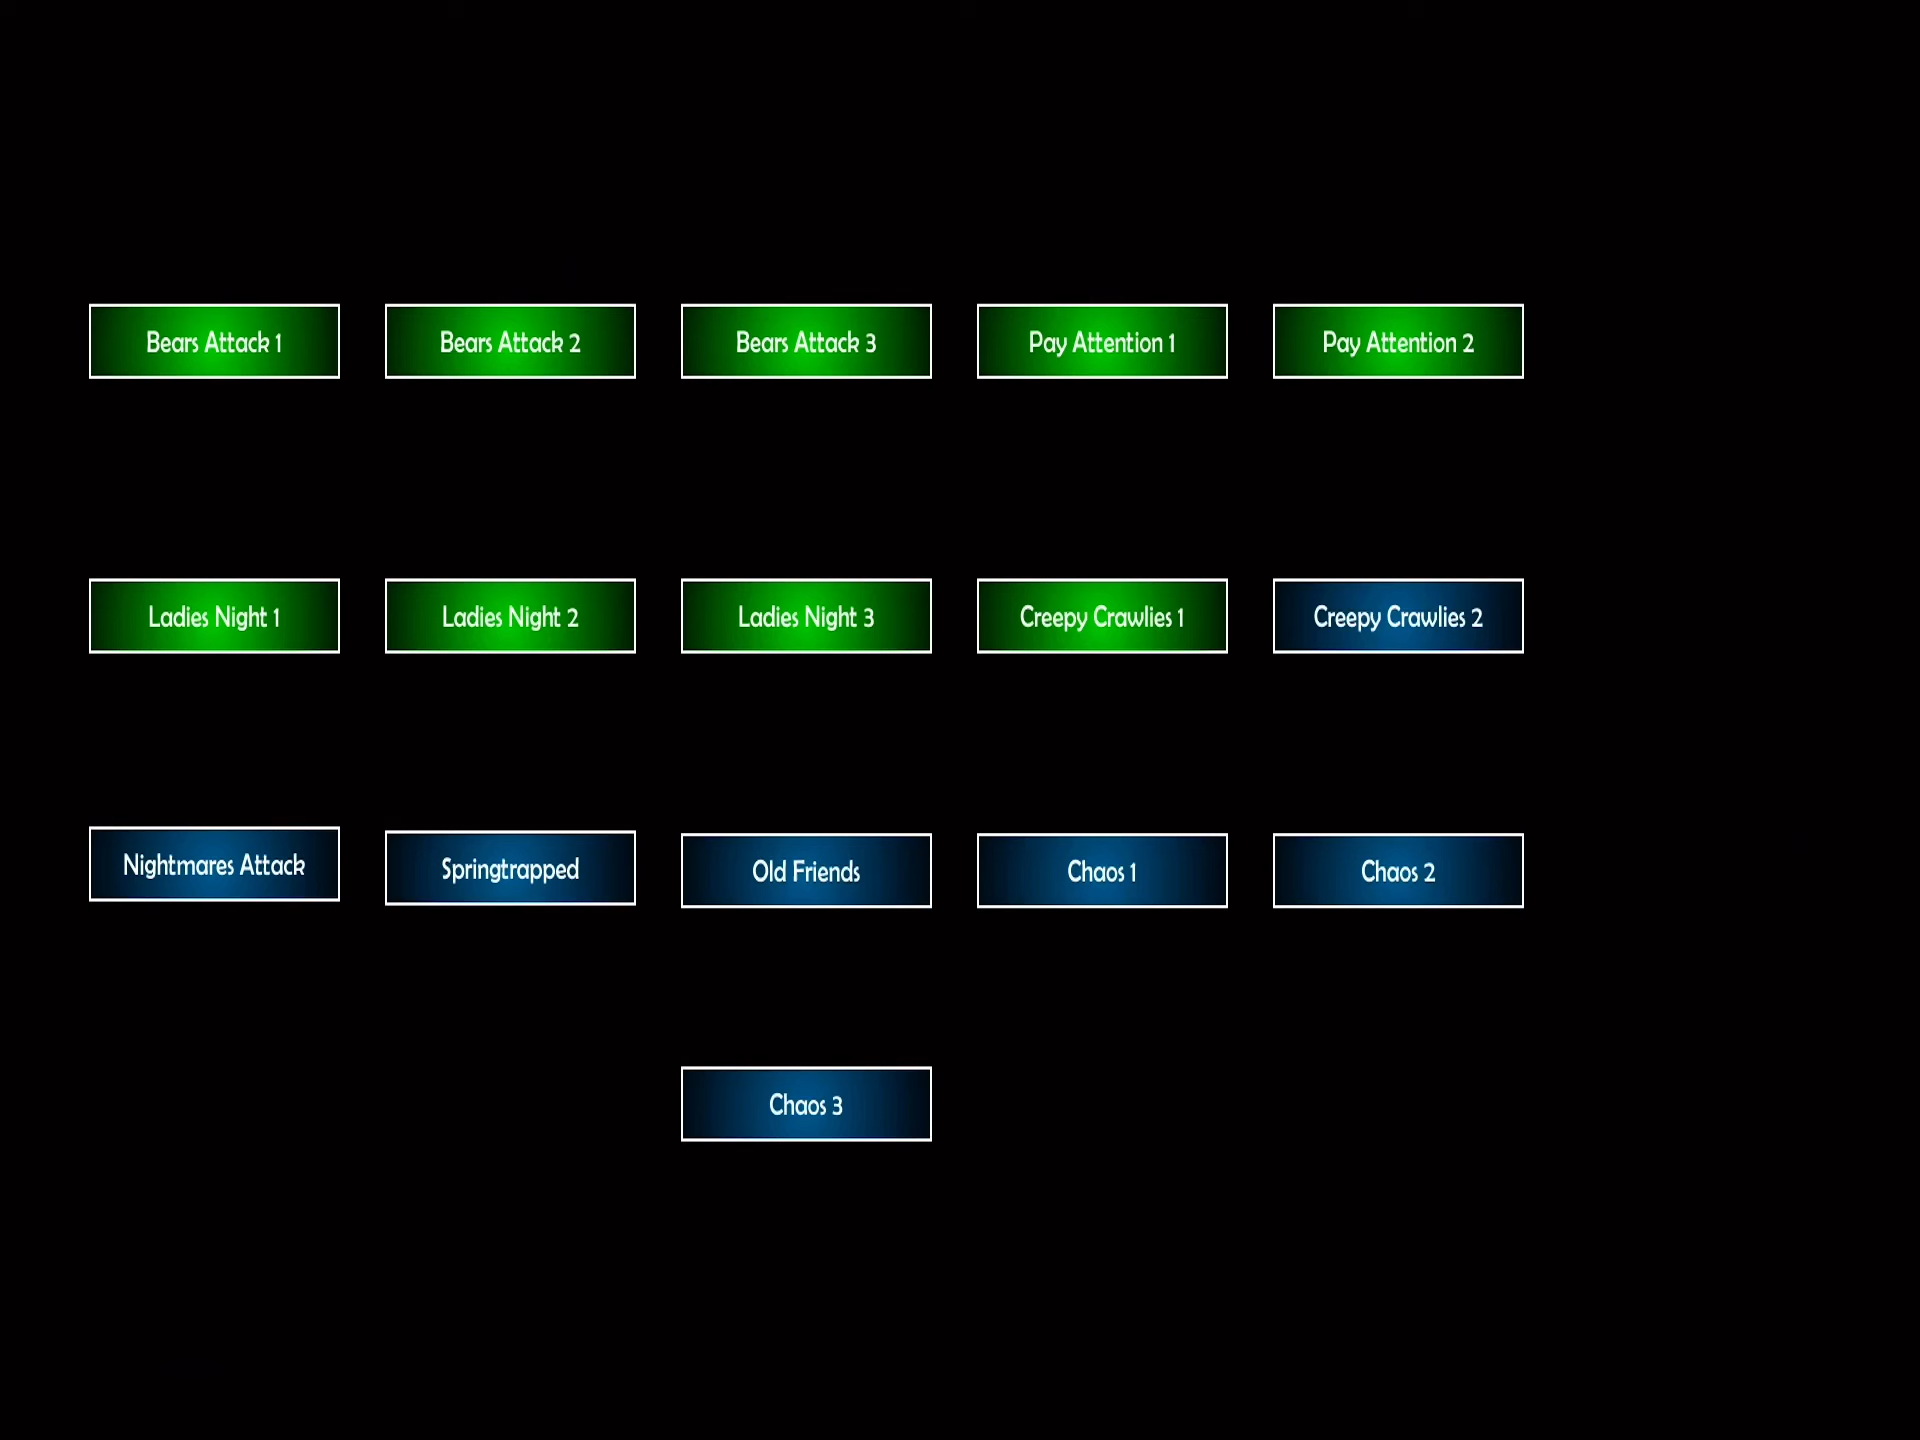 Bears Attack 1
Bears Attack 2
Bears Attack 3
Pay Attention 1
Pay Attention 2
Ladies Night 1
Ladies Night 2
Ladies Night 3
Creepy Crawlies 1
Creepy Crawlies 2
Nightmares Attack
Springtrapped
Old Friends
Chaos 1
Chaos 2
Chaos 3